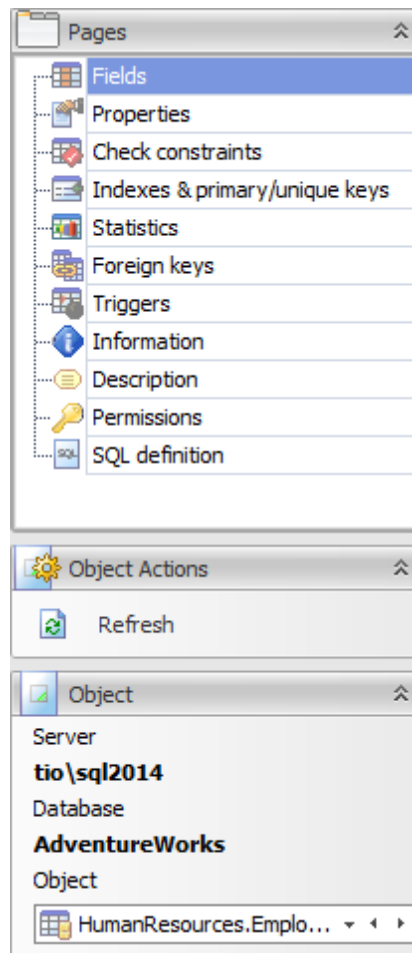 Pages
Fields
Properties
Check constraints
Indexes & primary/unique keys
Statistics
Foreign keys
Triggers
Information
Description
Permissions
SQL definition
Object Actions
Refresh
Object
Server
tio\sql2014
Database
AdventureWorks
Object
HumanResources.Emplo...